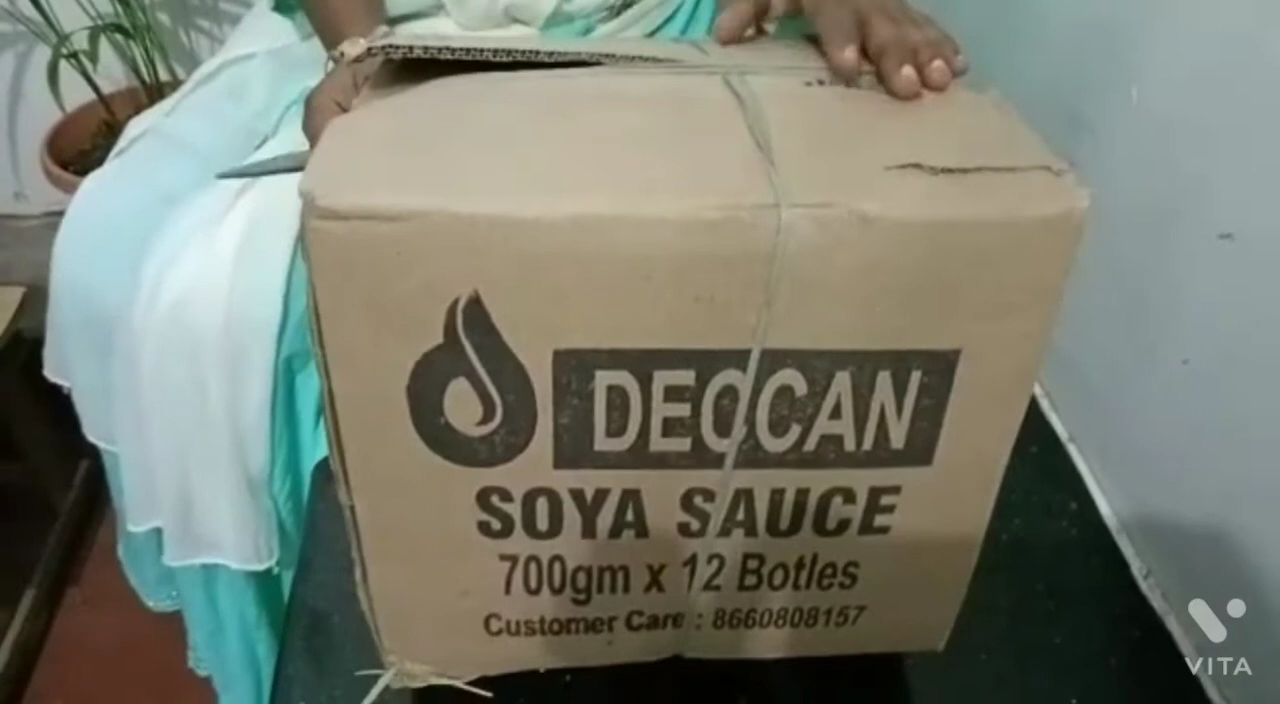 DECCAN
SOYA SAUCE
700gm x 12 Botles
Customer Care : 8660808157
VITA